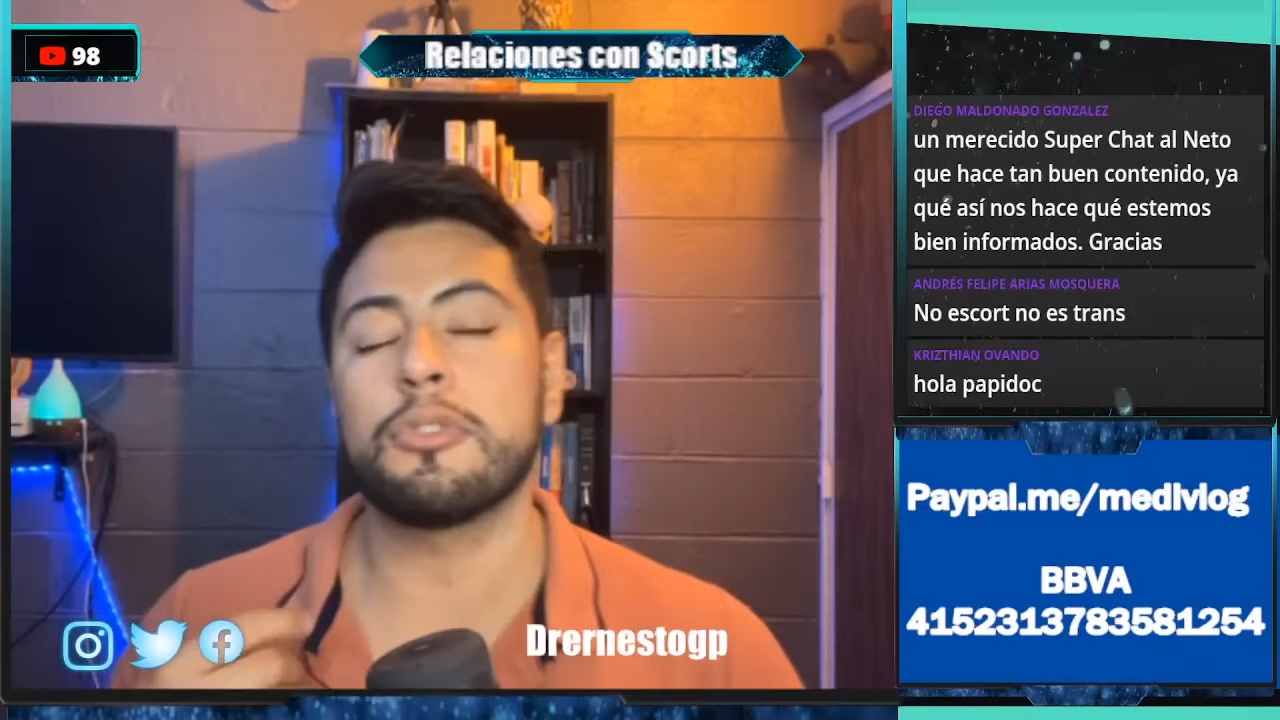 98
Relaciones con Scorts
DIEGO MALDONADO GONZALEZ
un merecido Super Chat al Neto
que hace tan buen contenido, ya
qué así nos hace qué estemos
bien informados. Gracias
ANDRÉS FELIPE ARIAS MOSQUERA
No escort no es trans
KRIZTHIAN OVANDO
hola papidoc
Paypal.me/medivlog
BBVA
4152313783581254
Drernestogp